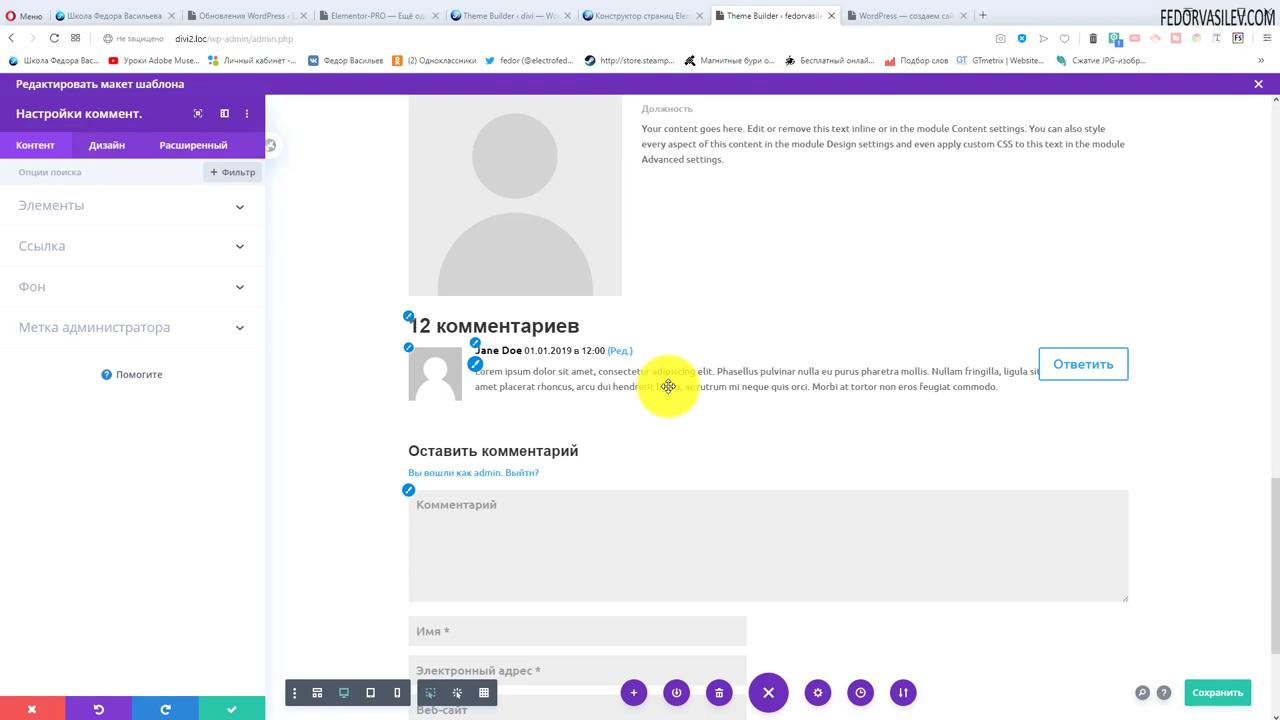 Школа Федора Васильева
Обновления WordPress
Elementor-PRO — Ещё од
Theme Builder ‹ divi — Wo
Конструктор страниц Elem
Theme Builder ‹ fedorvasile
WordPress — создаем сай
FEDORVASILEV.COM
Меню
Не защищено divi2.loc/wp-admin/admin.php
Школа Федора Вас...
Уроки Adobe Muse...
Личный кабинет -...
Федор Васильев
(2) Одноклассники
fedor (@electrofed...
http://store.steamp...
Магнитные бури о...
Бесплатный онлай...
Подбор слов
GTmetrix | Website...
Сжатие JPG-изобр...
Редактировать макет шаблона
Настройки коммент.
Контент Дизайн Расширенный
Опции поиска
+ Фильтр
Элементы
Ссылка
Фон
Метка администратора
Помогите
Должность
Your content goes here. Edit or remove this text inline or in the module Content settings. You can also style
every aspect of this content in the module Design settings and even apply custom CSS to this text in the module
Advanced settings.
12 комментариев
Jane Doe 01.01.2019 в 12:00 (Ред.)
Lorem ipsum dolor sit amet, consectetur adipiscing elit. Phasellus pulvinar nulla eu purus pharetra mollis. Nullam fringilla, ligula sit
amet placerat rhoncus, arcu dui hendrerit ac rutrum mi neque quis orci. Morbi at tortor non eros feugiat commodo.
Ответить
Оставить комментарий
Вы вошли как admin. Выйти?
Комментарий
Имя *
Электронный адрес *
Веб-сайт
Сохранить